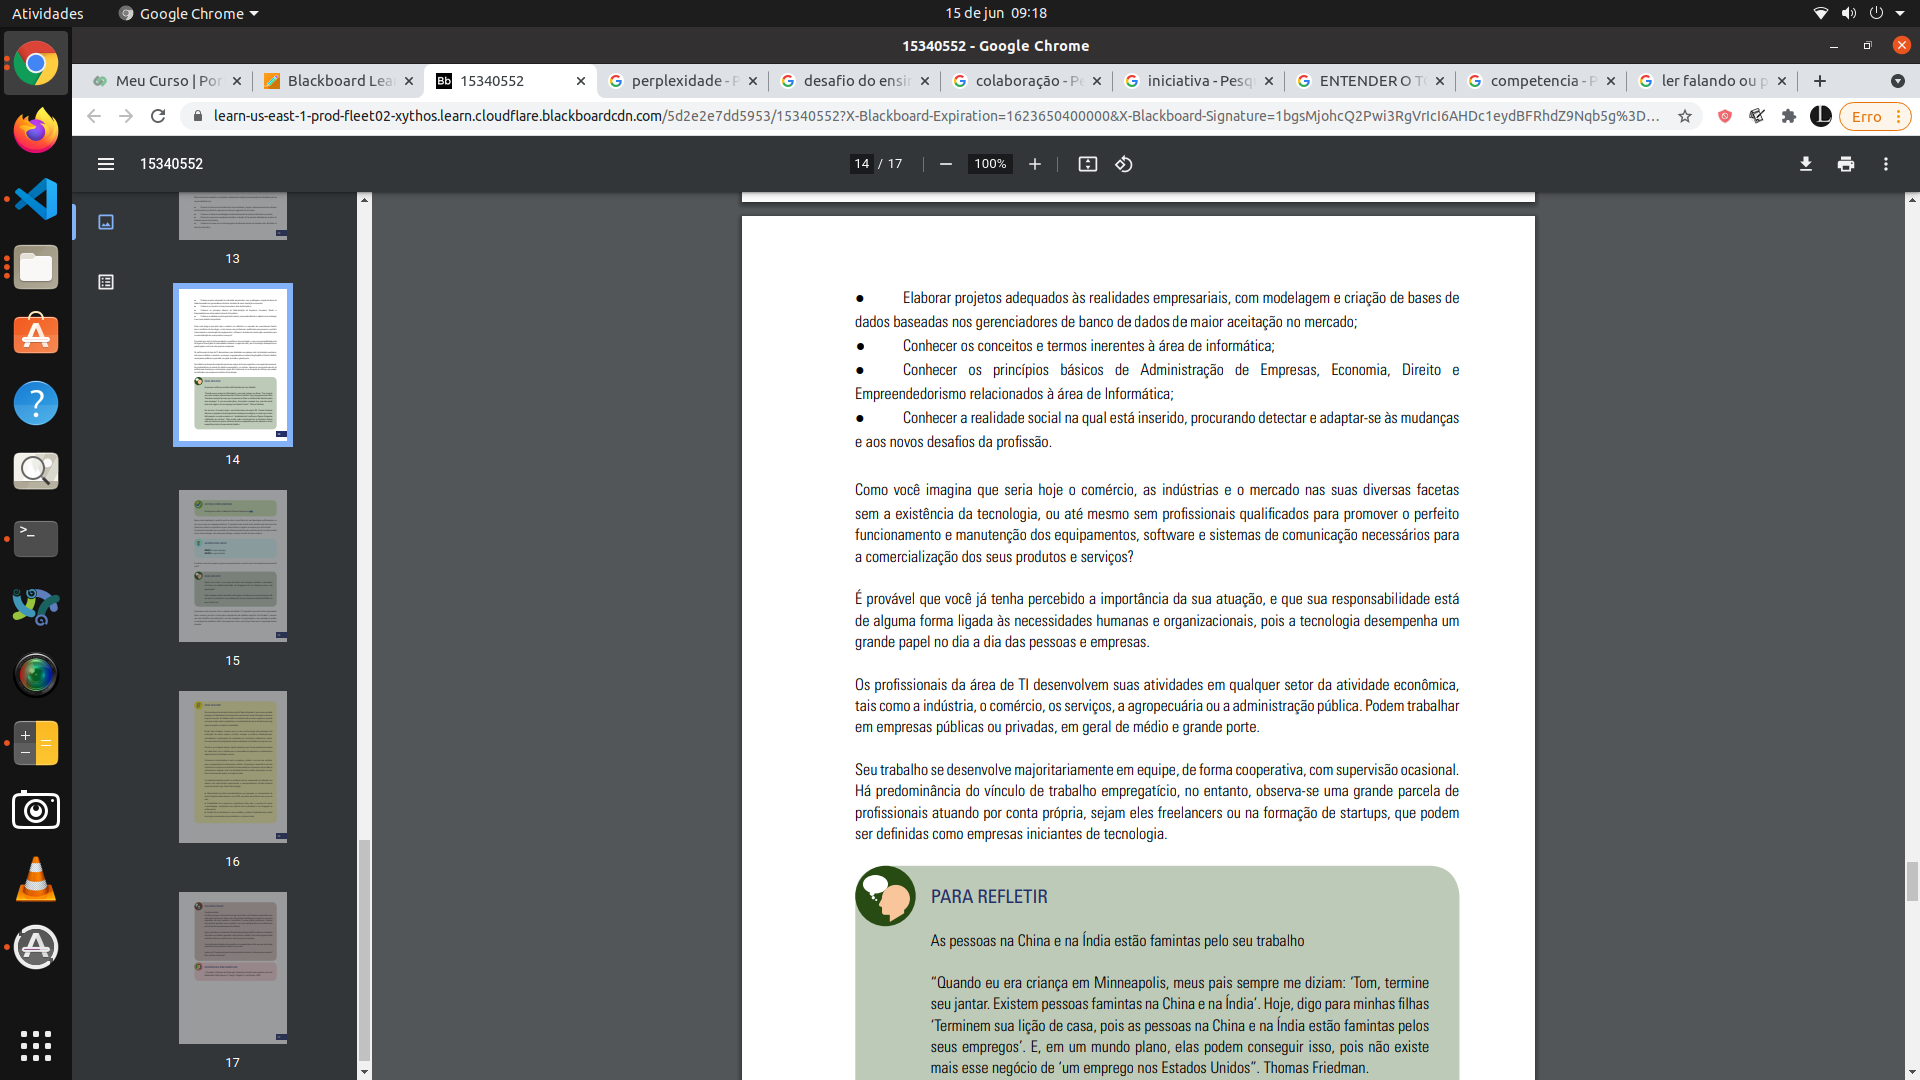 Atividades
Google Chrome
15 de jun 09:18
15340552 - Google Chrome
Meu Curso | Por
Blackboard Lea
15340552
perplexidade - P
desafio do ensi
colaboração - Pe
iniciativa - Pesq
ENTENDER O T
competencia - P
ler falando ou p
learn-us-east-1-prod-fleet02-xythos.learn.cloudflare.blackboardcdn.com/5d2e2e7dd5953/15340552?X-Blackboard-Expiration=1623650400000&X-Blackboard-Signature=1bgsMjohcQ2Pwi3RgVrIcI6AHDc1eydBFRhdZ9Nqb5g%3D...
Erro
15340552
14 / 17
100%
13
14
15
16
17
● Elaborar projetos adequados às realidades empresariais, com modelagem e criação de bases de
dados baseadas nos gerenciadores de banco de dados de maior aceitação no mercado;
● Conhecer os conceitos e termos inerentes à área de informática;
● Conhecer os princípios básicos de Administração de Empresas, Economia, Direito e
Empreendedorismo relacionados à área de Informática;
● Conhecer a realidade social na qual está inserido, procurando detectar e adaptar-se às mudanças
e aos novos desafios da profissão.
Como você imagina que seria hoje o comércio, as indústrias e o mercado nas suas diversas facetas
sem a existência da tecnologia, ou até mesmo sem profissionais qualificados para promover o perfeito
funcionamento e manutenção dos equipamentos, software e sistemas de comunicação necessários para
a comercialização dos seus produtos e serviços?
É provável que você já tenha percebido a importância da sua atuação, e que sua responsabilidade está
de alguma forma ligada às necessidades humanas e organizacionais, pois a tecnologia desempenha um
grande papel no dia a dia das pessoas e empresas.
Os profissionais da área de TI desenvolvem suas atividades em qualquer setor da atividade econômica,
tais como a indústria, o comércio, os serviços, a agropecuária ou a administração pública. Podem trabalhar
em empresas públicas ou privadas, em geral de médio e grande porte.
Seu trabalho se desenvolve majoritariamente em equipe, de forma cooperativa, com supervisão ocasional.
Há predominância do vínculo de trabalho empregatício, no entanto, observa-se uma grande parcela de
profissionais atuando por conta própria, sejam eles freelancers ou na formação de startups, que podem
ser definidas como empresas iniciantes de tecnologia.
PARA REFLETIR
As pessoas na China e na Índia estão famintas pelo seu trabalho
“Quando eu era criança em Minneapolis, meus pais sempre me diziam: ‘Tom, termine
seu jantar. Existem pessoas famintas na China e na Índia’. Hoje, digo para minhas filhas
‘Terminem sua lição de casa, pois as pessoas na China e na Índia estão famintas pelos
seus empregos’. E, em um mundo plano, elas podem conseguir isso, pois não existe
mais esse negócio de ‘um emprego nos Estados Unidos”. Thomas Friedman.